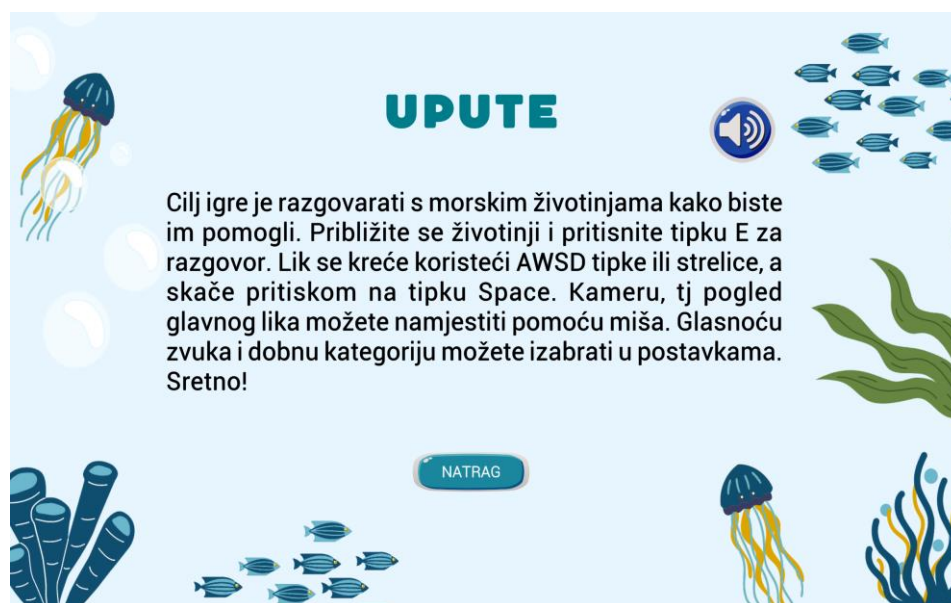 UPUTE
Cilj igre je razgovarati s morskim životinjama kako biste
im pomogli. Približite se životinji i pritisnite tipku E za
razgovor. Lik se kreće koristeći AWSD tipke ili strelice, a
skače pritiskom na tipku Space. Kameru, tj pogled
glavnog lika možete namjestiti pomoću miša. Glasnoću
zvuka i dobnu kategoriju možete izabrati u postavkama.
Sretno!
NATRAG